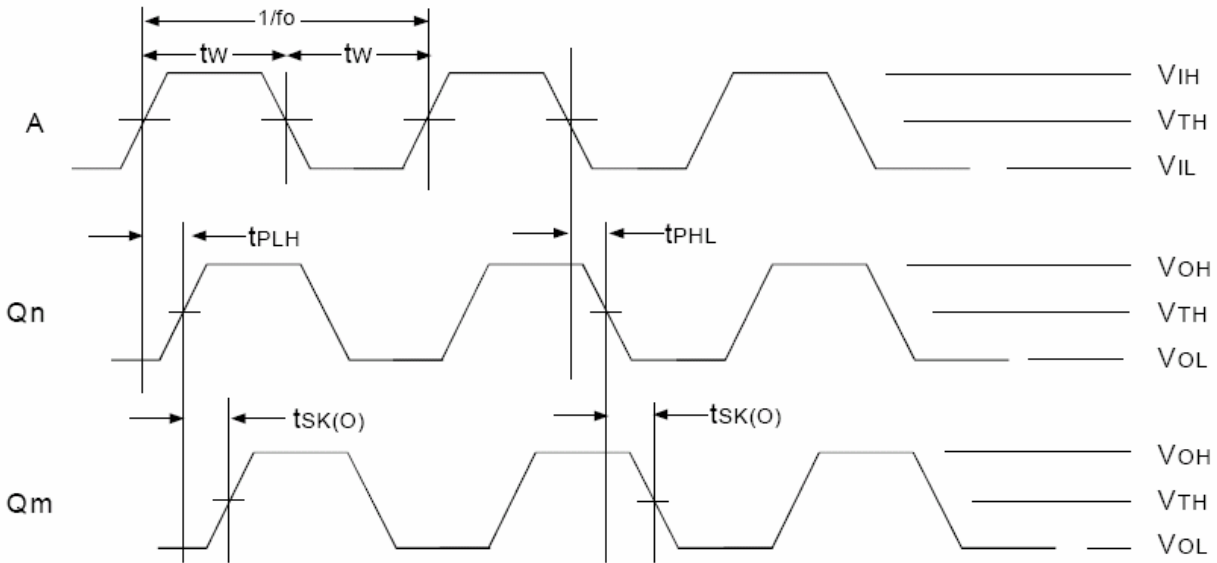 1/fo
tW tW
VIH
A
VTH
VIL
tPLH
tPHL
VOH
Qn
VTH
VOL
tSK(O)
tSK(O)
VOH
Qm
VTH
VOL